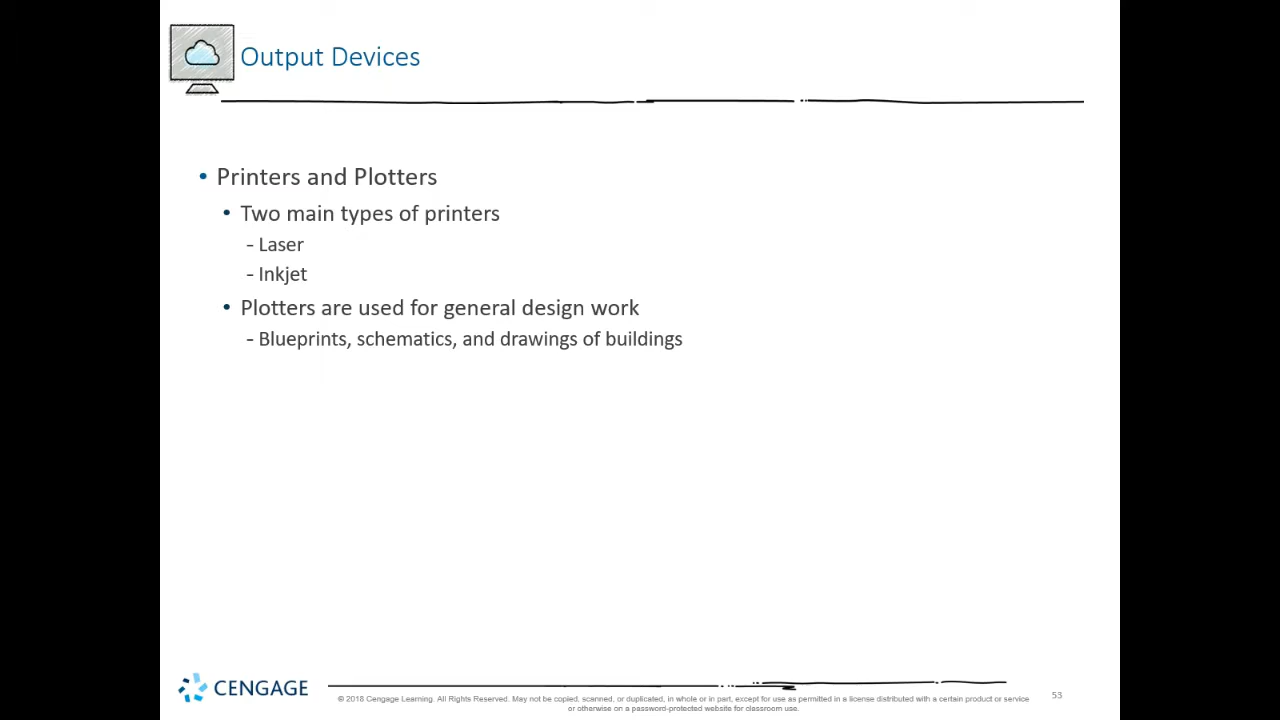 Output Devices
• Printers and Plotters
• Two main types of printers
- Laser
- Inkjet
• Plotters are used for general design work
- Blueprints, schematics, and drawings of buildings
CENGAGE
© 2018 Cengage Learning. All Rights Reserved. May not be copied, scanned, or duplicated, in whole or in part, except for use as permitted in a license distributed with a certain product or service
or otherwise on a password-protected website for classroom use.
53